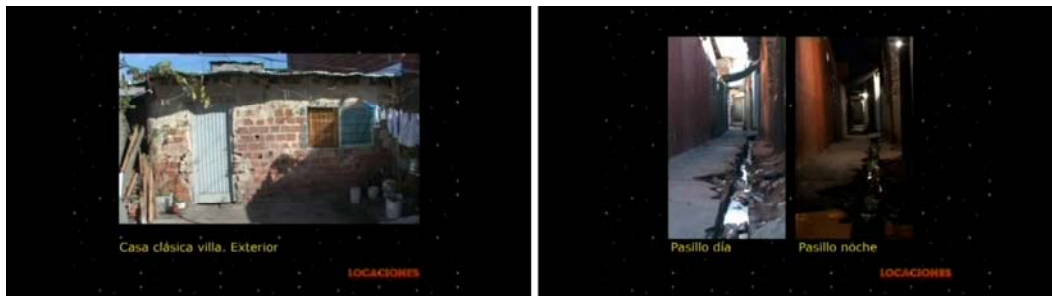 Casa clásica villa. Exterior
LOCACIONES
Pasillo día
Pasillo noche
LOCACIONES